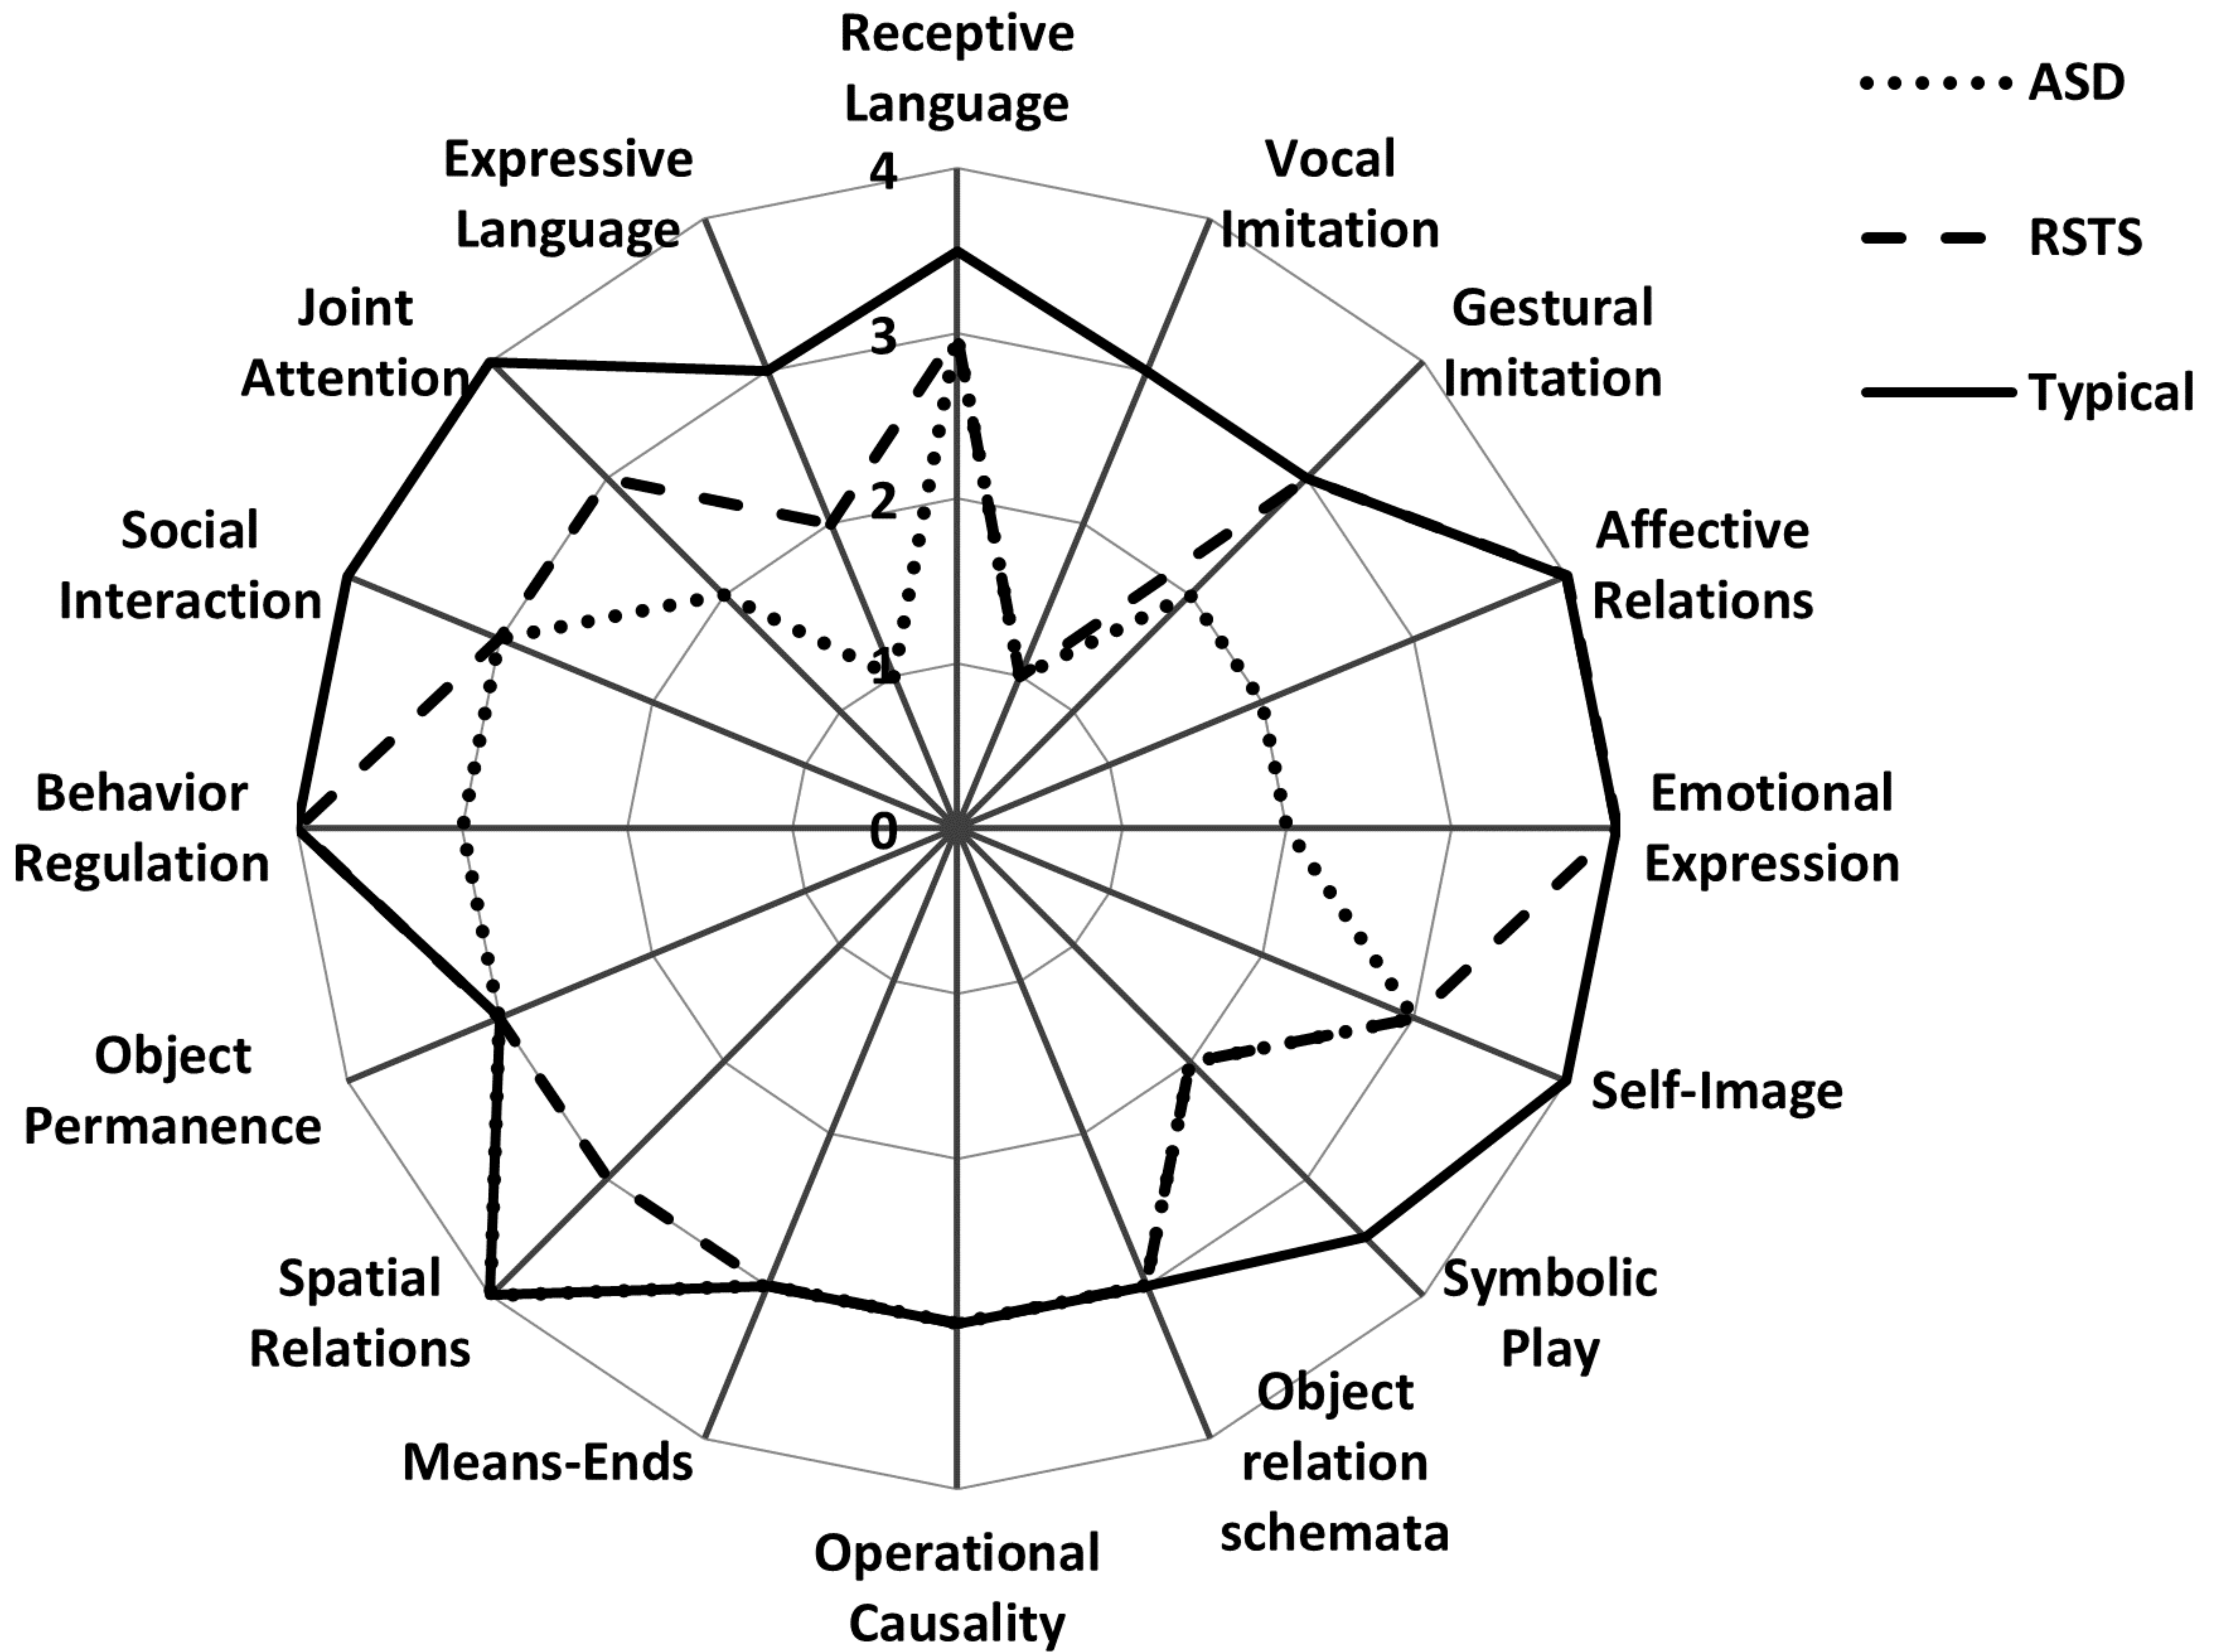 Receptive
Language
Vocal
Imitation
Gestural
Imitation
Affective
Relations
Emotional
Expression
Self-Image
Symbolic
Play
Object
relation
schemata
Operational
Causality
Means-Ends
Spatial
Relations
Object
Permanence
Behavior
Regulation
Social
Interaction
Joint
Attention
Expressive
Language
4
3
2
1
0
ASD
RSTS
Typical